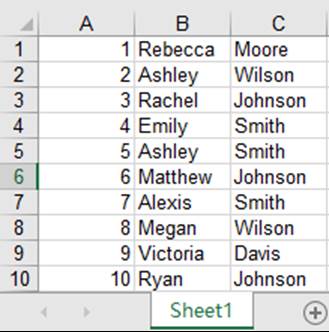 A B C
1 1 Rebecca Moore
2 2 Ashley Wilson
3 3 Rachel Johnson
4 4 Emily Smith
5 5 Ashley Smith
6 6 Matthew Johnson
7 7 Alexis Smith
8 8 Megan Wilson
9 9 Victoria Davis
10 10 Ryan Johnson
Sheet1